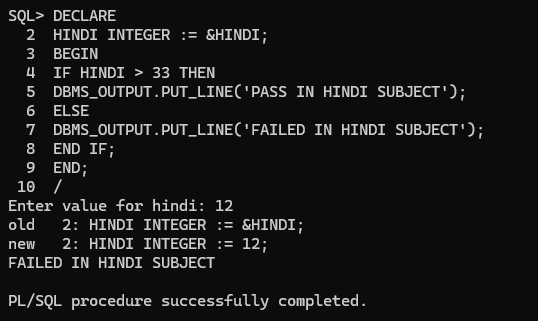 SQL> DECLARE
  2  HINDI INTEGER := &HINDI;
  3  BEGIN
  4  IF HINDI > 33 THEN
  5  DBMS_OUTPUT.PUT_LINE('PASS IN HINDI SUBJECT');
  6  ELSE
  7  DBMS_OUTPUT.PUT_LINE('FAILED IN HINDI SUBJECT');
  8  END IF;
  9  END;
 10  /
Enter value for hindi: 12
old   2: HINDI INTEGER := &HINDI;
new   2: HINDI INTEGER := 12;
FAILED IN HINDI SUBJECT

PL/SQL procedure successfully completed.